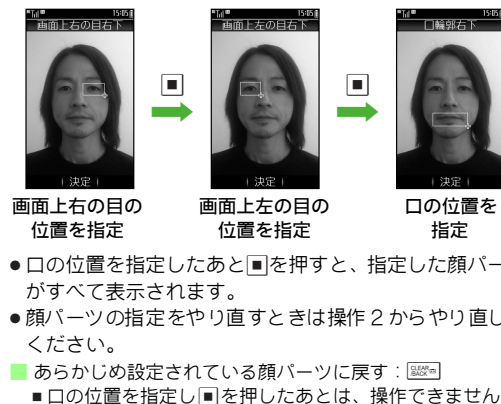 15:05
画面上右の目右下
決定
15:05
画面上左の目右下
決定
15:05
口輪郭右下
決定
画面上右の目の
位置を指定
画面上左の目の
位置を指定
口の位置を
指定
●口の位置を指定したあと■を押すと、指定した顔パー
がすべて表示されます。
●顔パーツの指定をやり直すときは操作2からやり直し
ください。
■ あらかじめ設定されている顔パーツに戻す：CLEAR/BACK
■口の位置を指定し■を押したあとは、操作できません